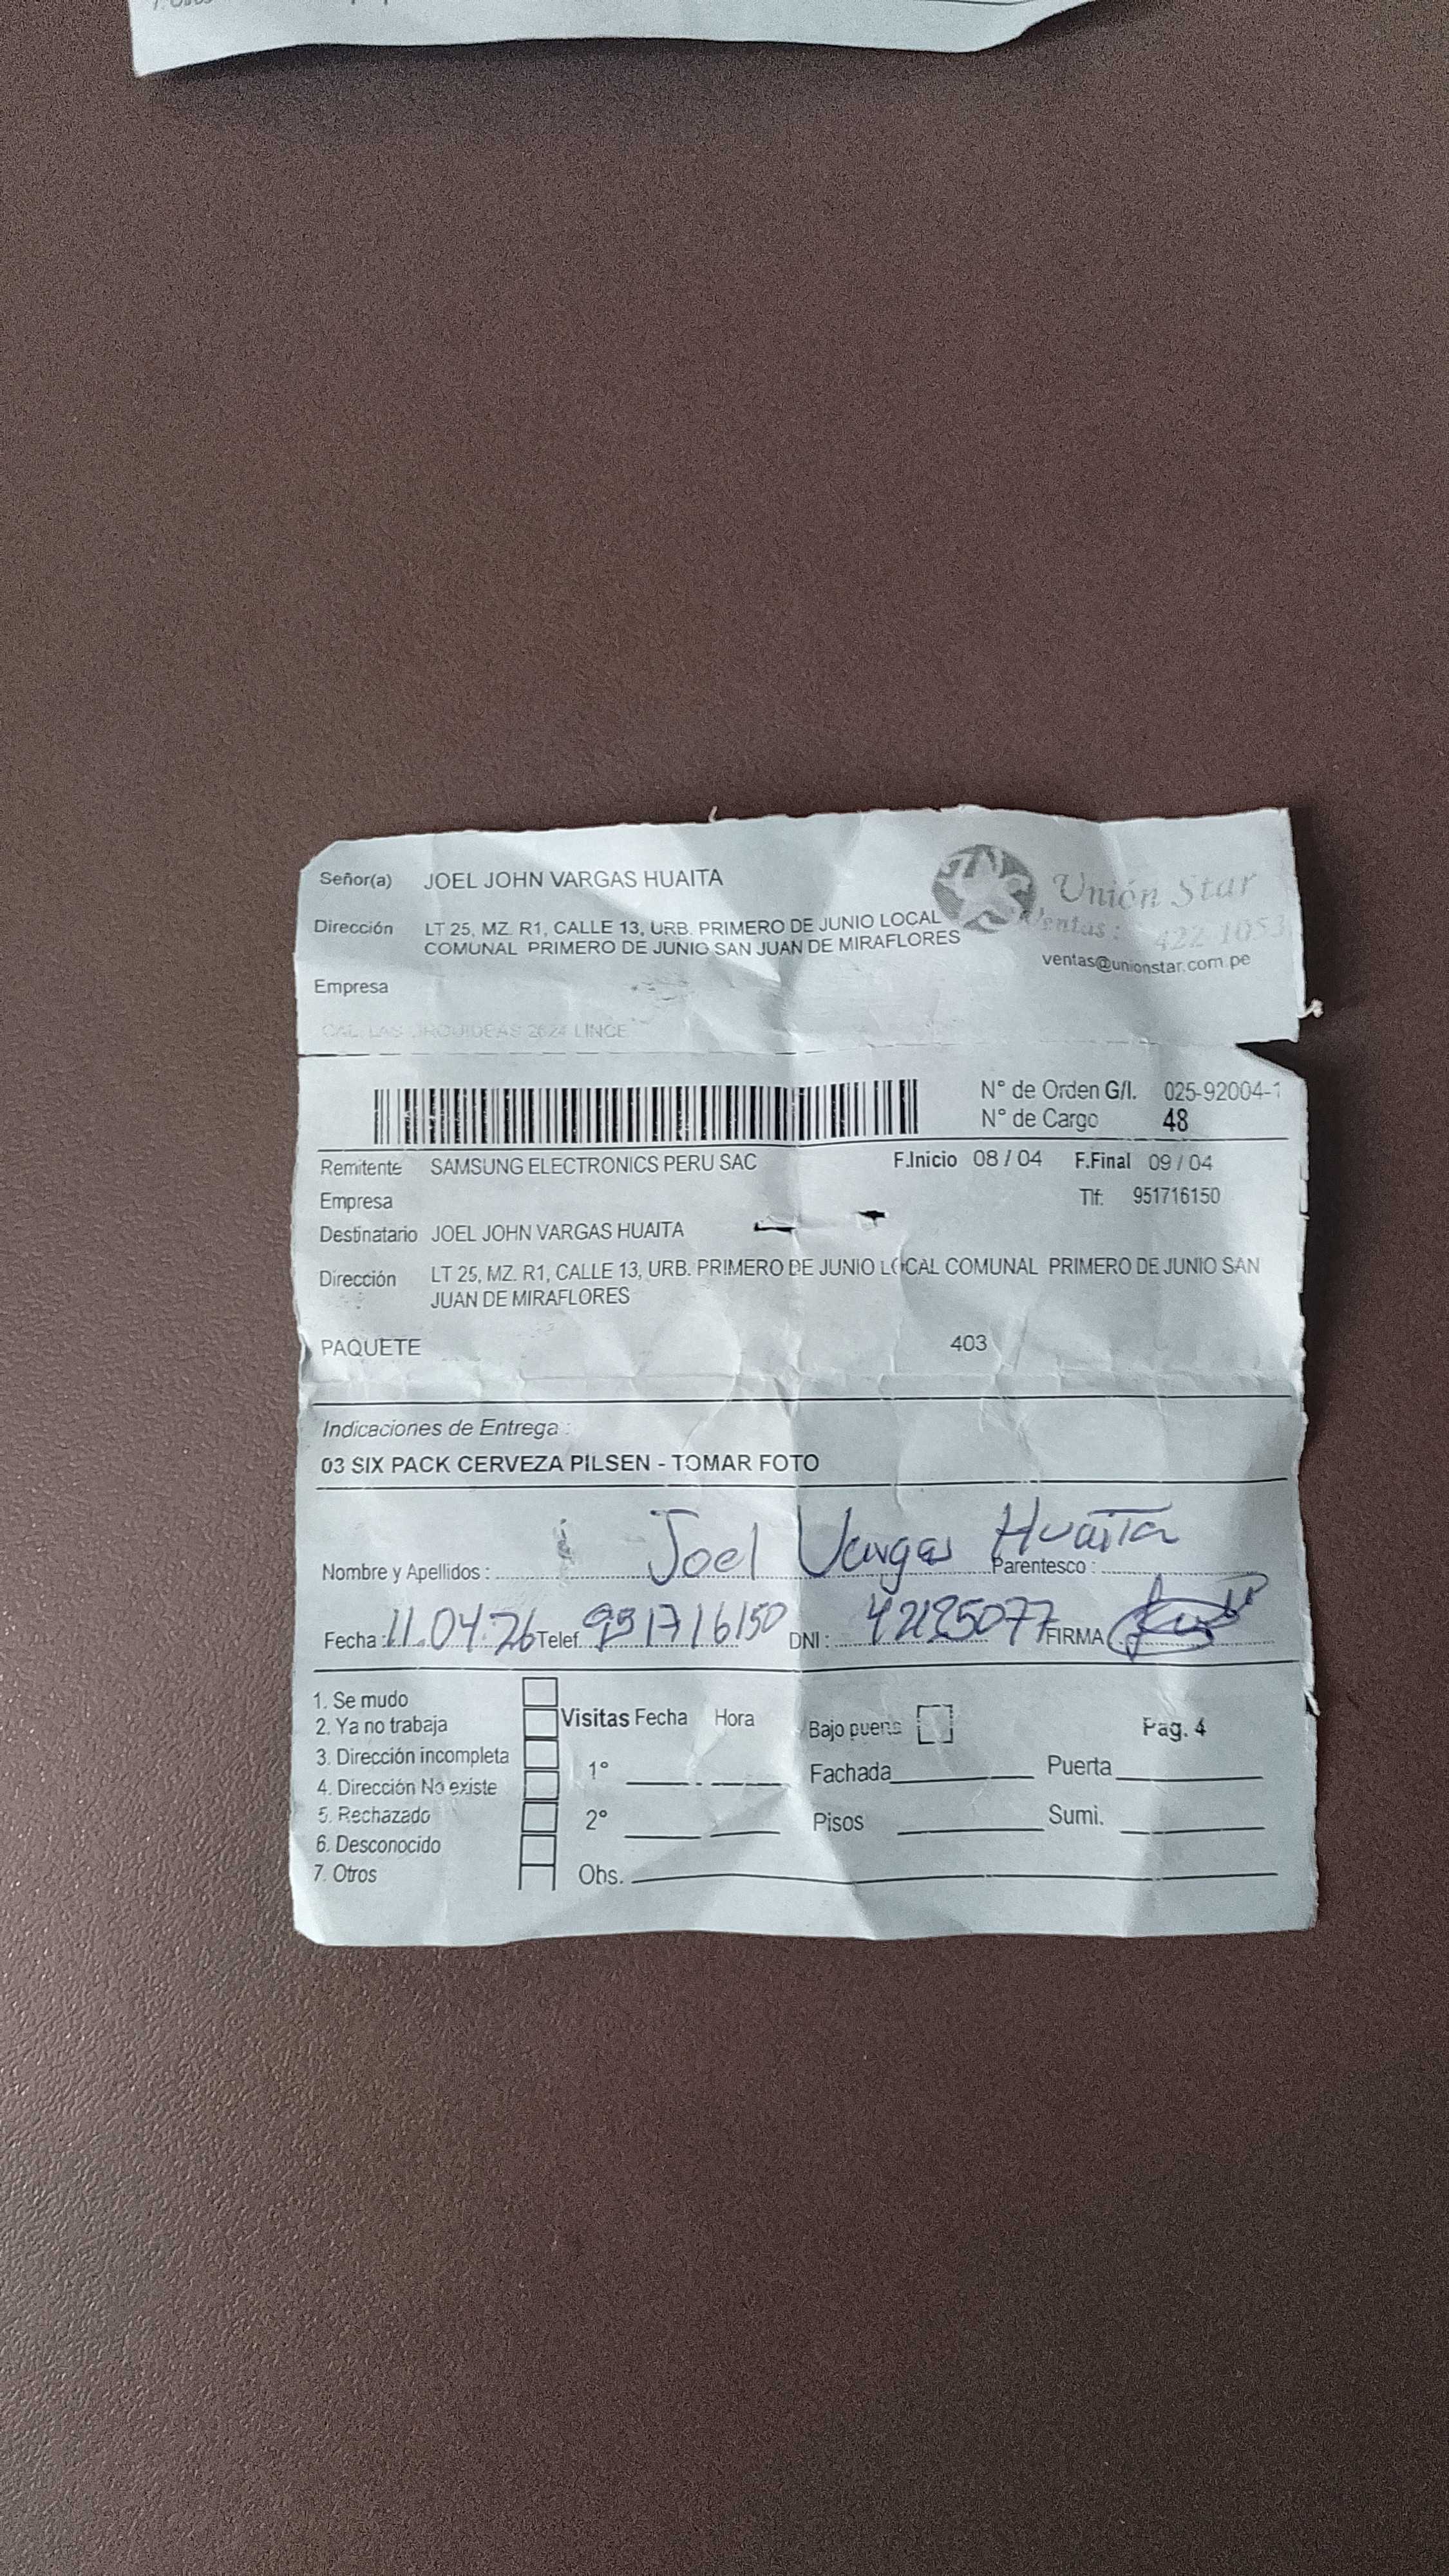 Señor(a) JOEL JOHN VARGAS HUAITA
Unión Star
Dirección LT 25, MZ. R1, CALLE 13, URB. PRIMERO DE JUNIO LOCAL
COMUNAL PRIMERO DE JUNIO SAN JUAN DE MIRAFLORES
Ventas: 422 1053
ventas@unionstar.com.pe
Empresa
CAL. LAS ORQUIDEAS 2624 LINCE
N° de Orden G/I. 025-92004-1
N° de Cargo 48
Remitente SAMSUNG ELECTRONICS PERU SAC F.Inicio 08 / 04 F.Final 09 / 04
Empresa Tlf: 951716150
Destinatario JOEL JOHN VARGAS HUAITA
Dirección LT 25, MZ. R1, CALLE 13, URB. PRIMERO DE JUNIO LOCAL COMUNAL PRIMERO DE JUNIO SAN
JUAN DE MIRAFLORES
PAQUETE 403
Indicaciones de Entrega :
03 SIX PACK CERVEZA PILSEN - TOMAR FOTO
Nombre y Apellidos : Joel Vargas Huaita Parentesco :
Fecha : 11.04.26 Telef. 951716150 DNI : 42185077 FIRMA
1. Se mudo
2. Ya no trabaja
3. Dirección incompleta
4. Dirección No existe
5. Rechazado
6. Desconocido
7. Otros
Visitas Fecha Hora
1°
2°
Obs.
Bajo puerta Pag. 4
Fachada Puerta
Pisos Sumi.